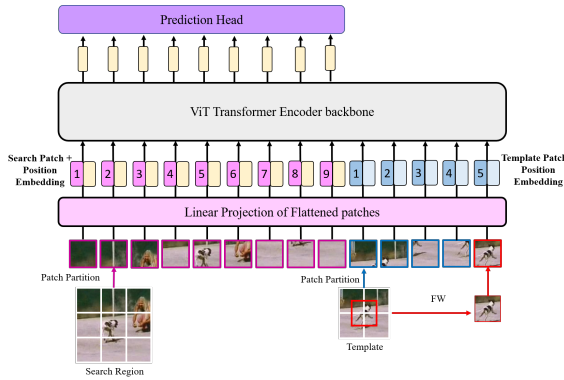 Prediction Head
ViT Transformer Encoder backbone
Search Patch +
Position
Embedding
Template Patch
Position
Embedding
1 2 3 4 5 6 7 8 9 1 2 3 4 5
Linear Projection of Flattened patches
Patch Partition
Patch Partition
FW
Search Region
Template